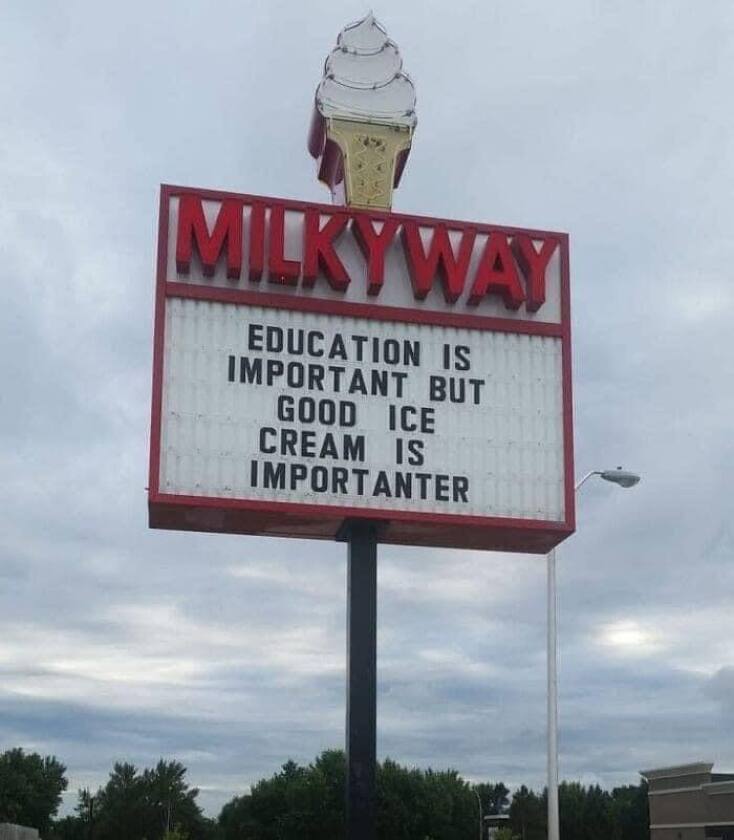 MILKYWAY
EDUCATION IS
IMPORTANT BUT
GOOD ICE
CREAM IS
IMPORTANTER